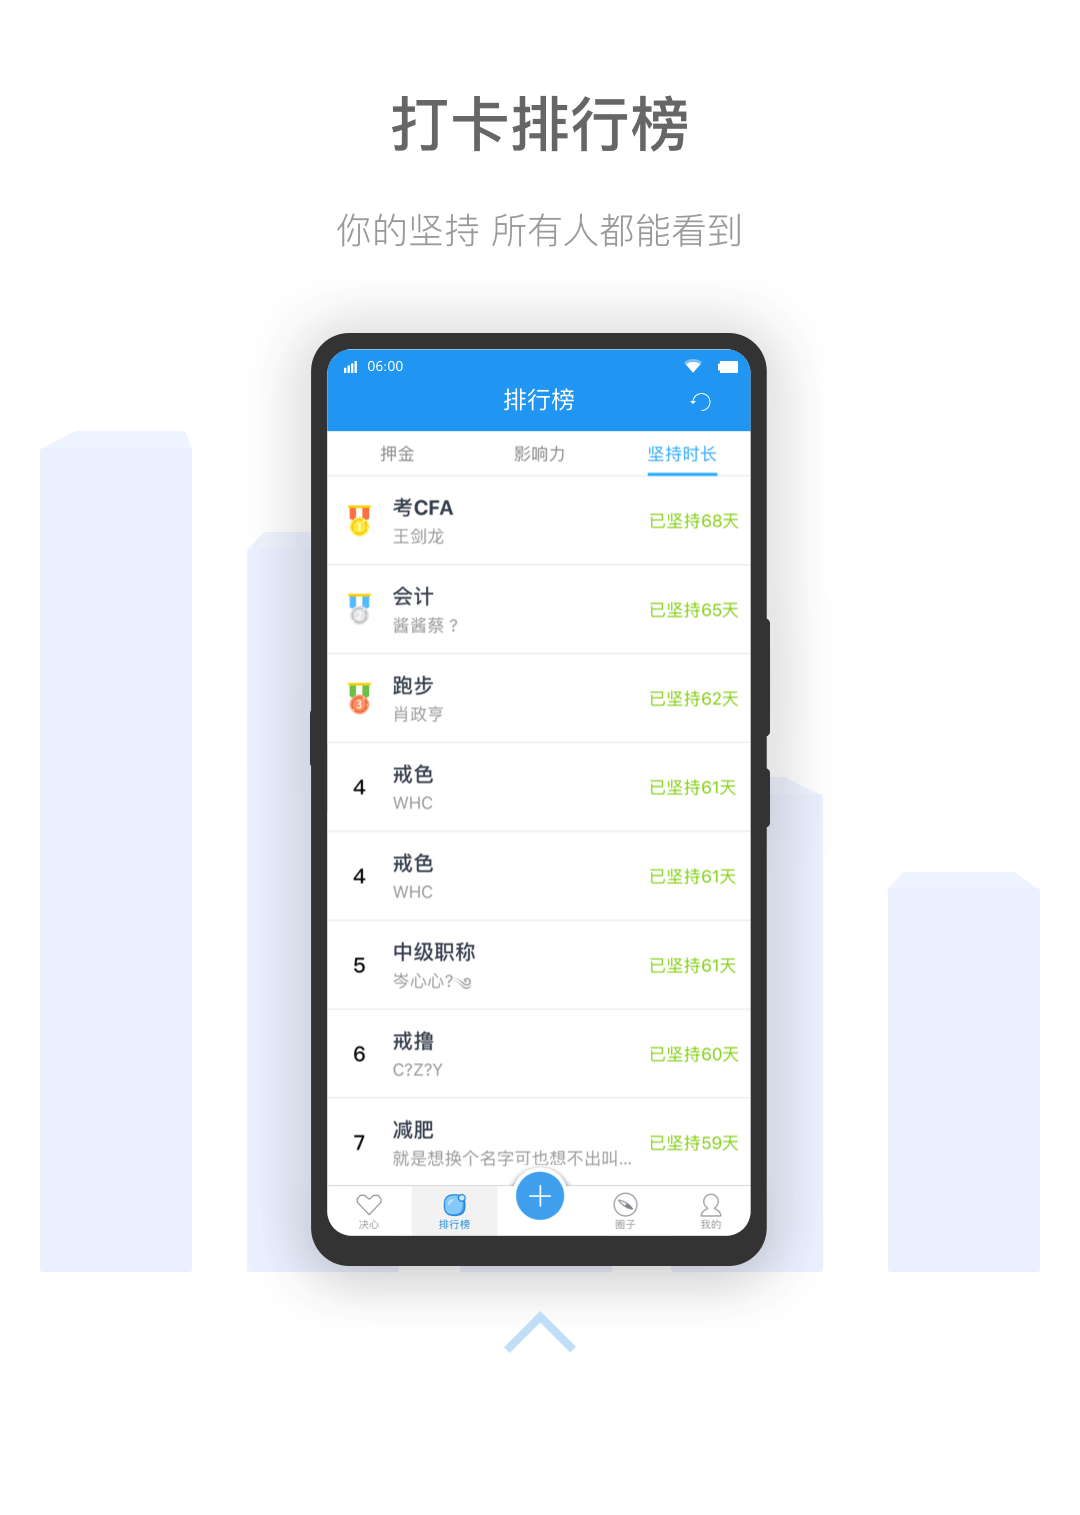 打卡排行榜
你的坚持 所有人都能看到
06:00
排行榜
押金 影响力 坚持时长
1 考CFA 已坚持68天
王剑龙
2 会计 已坚持65天
酱酱蔡？
3 跑步 已坚持62天
肖政亨
4 戒色 已坚持61天
WHC
4 戒色 已坚持61天
WHC
5 中级职称 已坚持61天
岑心心?༄
6 戒撸 已坚持60天
C?Z?Y
7 减肥 已坚持59天
就是想换个名字可也想不出叫...
决心 排行榜 圈子 我的